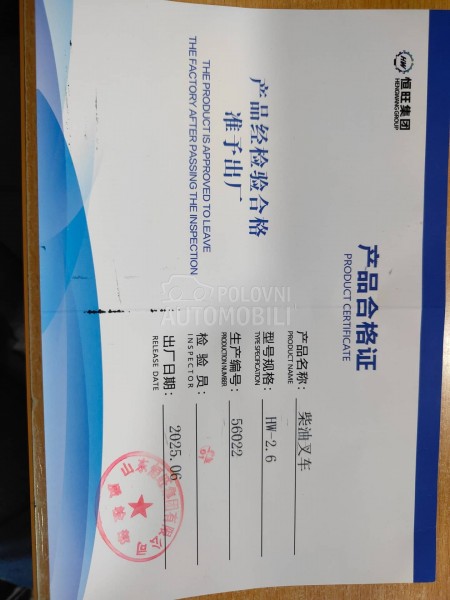 恒旺集团
HENGWANG GROUP
产品合格证
PRODUCT CERTIFICATE
产品经检验合格
准予出厂
THE PRODUCT IS APPROVED TO LEAVE
THE FACTORY AFTER PASSING THE INSPECTION
产品名称: 柴油叉车
PRODUCT NAME
型号规格: HW-2.6
TYPE SPECIFICATION
生产编号: 56022
PRODUCTION NUMBER
检验员:
INSPECTOR
出厂日期: 2025.06
RELEASE DATE
POLOVNI
AUTOMOBILI